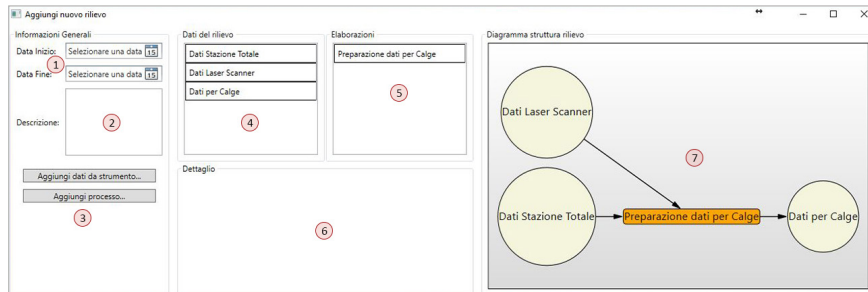 Aggiungi nuovo rilievo
Informazioni Generali
Data Inizio: Selezionare una data 15
1
Data Fine: Selezionare una data 15
Descrizione:
2
Aggiungi dati da strumento...
Aggiungi processo...
3
Dati del rilievo
Dati Stazione Totale
Dati Laser Scanner
Dati per Calge
4
Elaborazioni
Preparazione dati per Calge
5
Dettaglio
6
Diagramma struttura rilievo
Dati Laser Scanner
7
Dati Stazione Totale
Preparazione dati per Calge
Dati per Calge